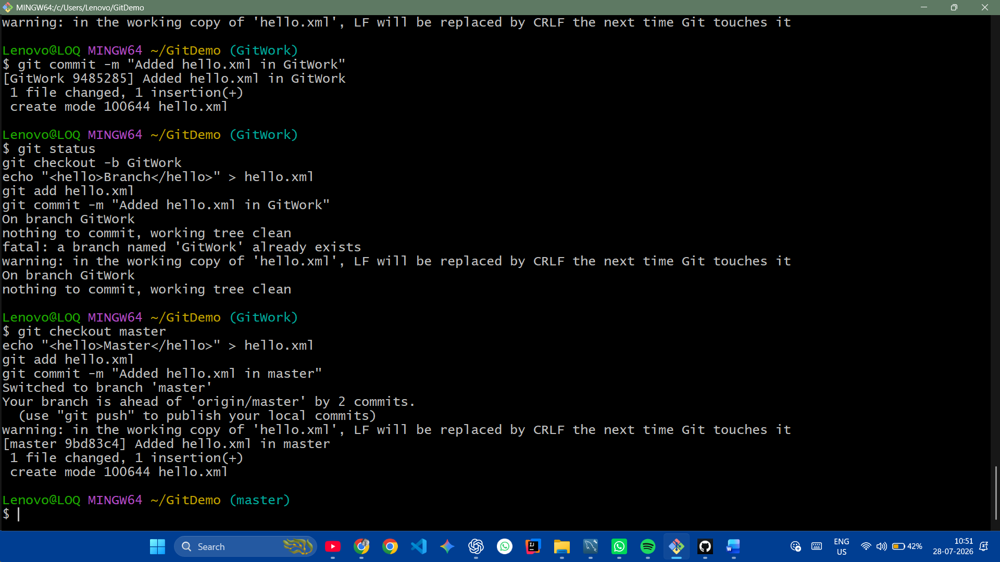 MINGW64:/c/Users/Lenovo/GitDemo
warning: in the working copy of 'hello.xml', LF will be replaced by CRLF the next time Git touches it
Lenovo@LOQ MINGW64 ~/GitDemo (GitWork)
$ git commit -m "Added hello.xml in GitWork"
[GitWork 9485285] Added hello.xml in GitWork
 1 file changed, 1 insertion(+)
 create mode 100644 hello.xml
Lenovo@LOQ MINGW64 ~/GitDemo (GitWork)
$ git status
git checkout -b GitWork
echo "<hello>Branch</hello>" > hello.xml
git add hello.xml
git commit -m "Added hello.xml in GitWork"
On branch GitWork
nothing to commit, working tree clean
fatal: a branch named 'GitWork' already exists
warning: in the working copy of 'hello.xml', LF will be replaced by CRLF the next time Git touches it
On branch GitWork
nothing to commit, working tree clean
Lenovo@LOQ MINGW64 ~/GitDemo (GitWork)
$ git checkout master
echo "<hello>Master</hello>" > hello.xml
git add hello.xml
git commit -m "Added hello.xml in master"
Switched to branch 'master'
Your branch is ahead of 'origin/master' by 2 commits.
  (use "git push" to publish your local commits)
warning: in the working copy of 'hello.xml', LF will be replaced by CRLF the next time Git touches it
[master 9bd83c4] Added hello.xml in master
 1 file changed, 1 insertion(+)
 create mode 100644 hello.xml
Lenovo@LOQ MINGW64 ~/GitDemo (master)
$
Search
ENG
US
42%
10:51
28-07-2026